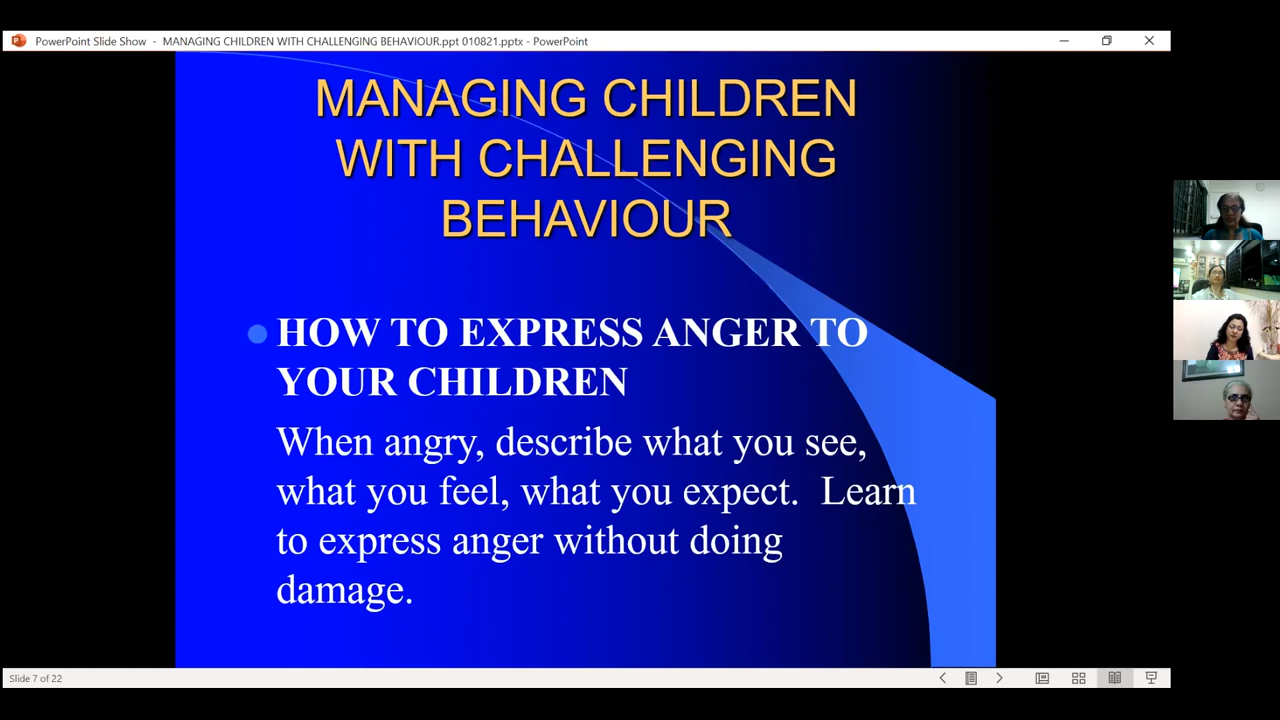 PowerPoint Slide Show - MANAGING CHILDREN WITH CHALLENGING BEHAVIOUR.ppt 010821.pptx - PowerPoint
MANAGING CHILDREN
WITH CHALLENGING
BEHAVIOUR
HOW TO EXPRESS ANGER TO
YOUR CHILDREN
When angry, describe what you see,
what you feel, what you expect.  Learn
to express anger without doing
damage.
Slide 7 of 22